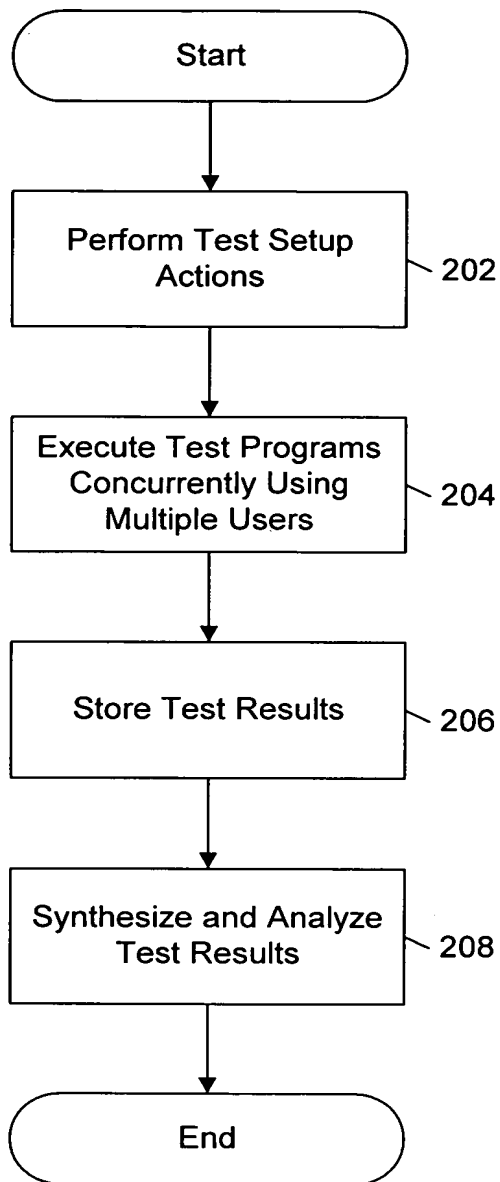 Start
Perform Test Setup
Actions
202
Execute Test Programs
Concurrently Using
Multiple Users
204
Store Test Results
206
Synthesize and Analyze
Test Results
208
End